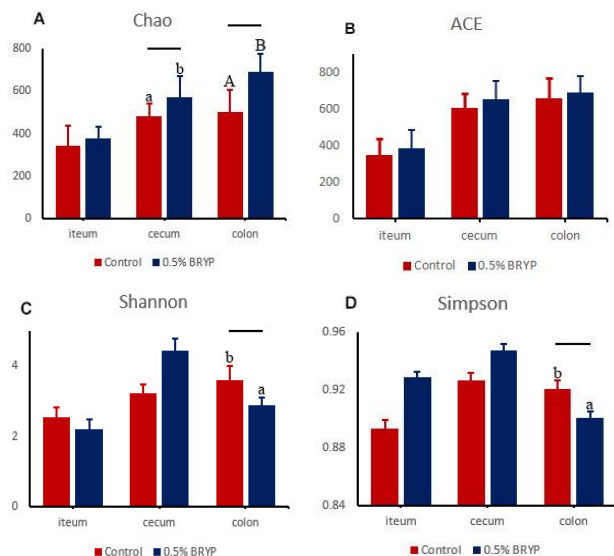 A
Chao
800
600
400
200
0
a
b
A
B
iteum
cecum
colon
Control
0.5% BRYP
B
ACE
800
600
400
200
0
iteum
cecum
colon
Control
0.5% BRYP
C
Shannon
4
2
0
b
a
iteum
cecum
colon
Control
0.5% BRYP
D
Simpson
0.96
0.92
0.88
0.84
b
a
iteum
cecum
colon
Control
0.5% BRYP